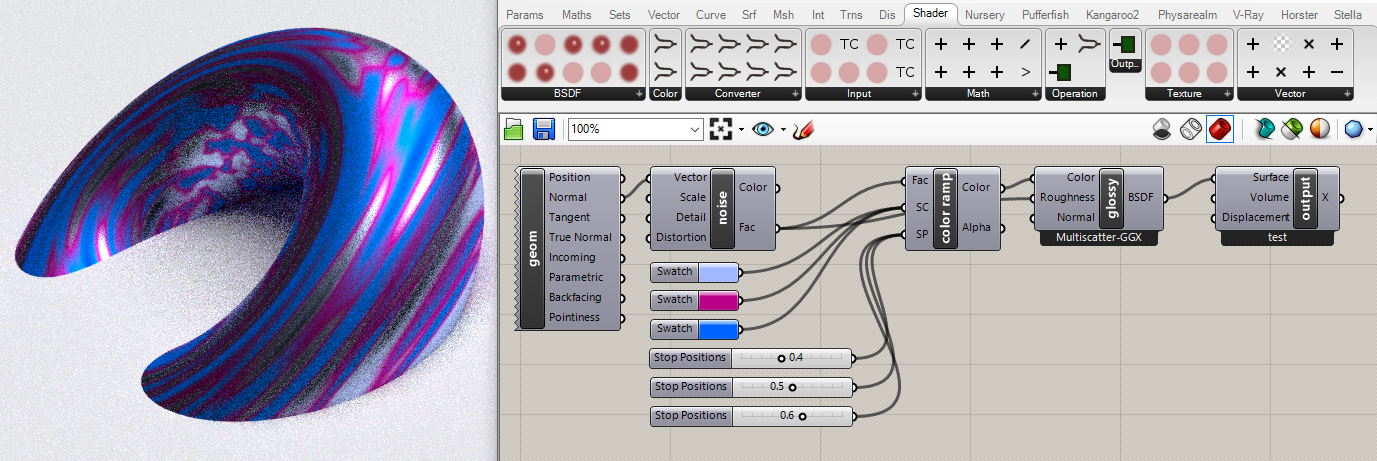 Params Maths Sets Vector Curve Srf Msh Int Trns Dis Shader Nursery Pufferfish Kangaroo2 Physarealm V-Ray Horster Stella
TC TC
TC >
Outp..
BSDF Color Converter Input Math Operation Texture Vector
100%
geom
Position
Normal
Tangent
True Normal
Incoming
Parametric
Backfacing
Pointiness
Vector
Scale
Detail
Distortion
noise
Color
Fac
Swatch
Swatch
Swatch
Stop Positions 0.4
Stop Positions 0.5
Stop Positions 0.6
Fac
SC
SP
color ramp
Color
Alpha
Color
Roughness
Normal
glossy
BSDF
Multiscatter-GGX
Surface
Volume
Displacement
output
X
test